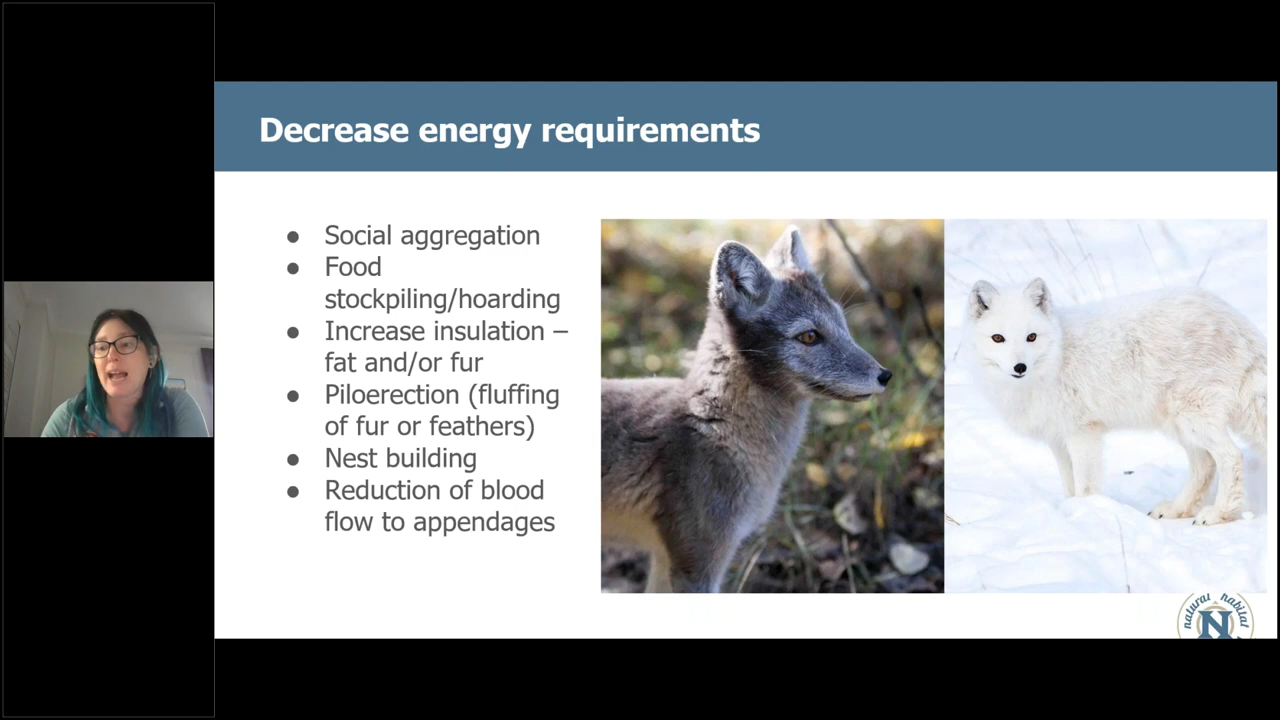 Decrease energy requirements
● Social aggregation
● Food
stockpiling/hoarding
● Increase insulation –
fat and/or fur
● Piloerection (fluffing
of fur or feathers)
● Nest building
● Reduction of blood
flow to appendages
natural habitat
N